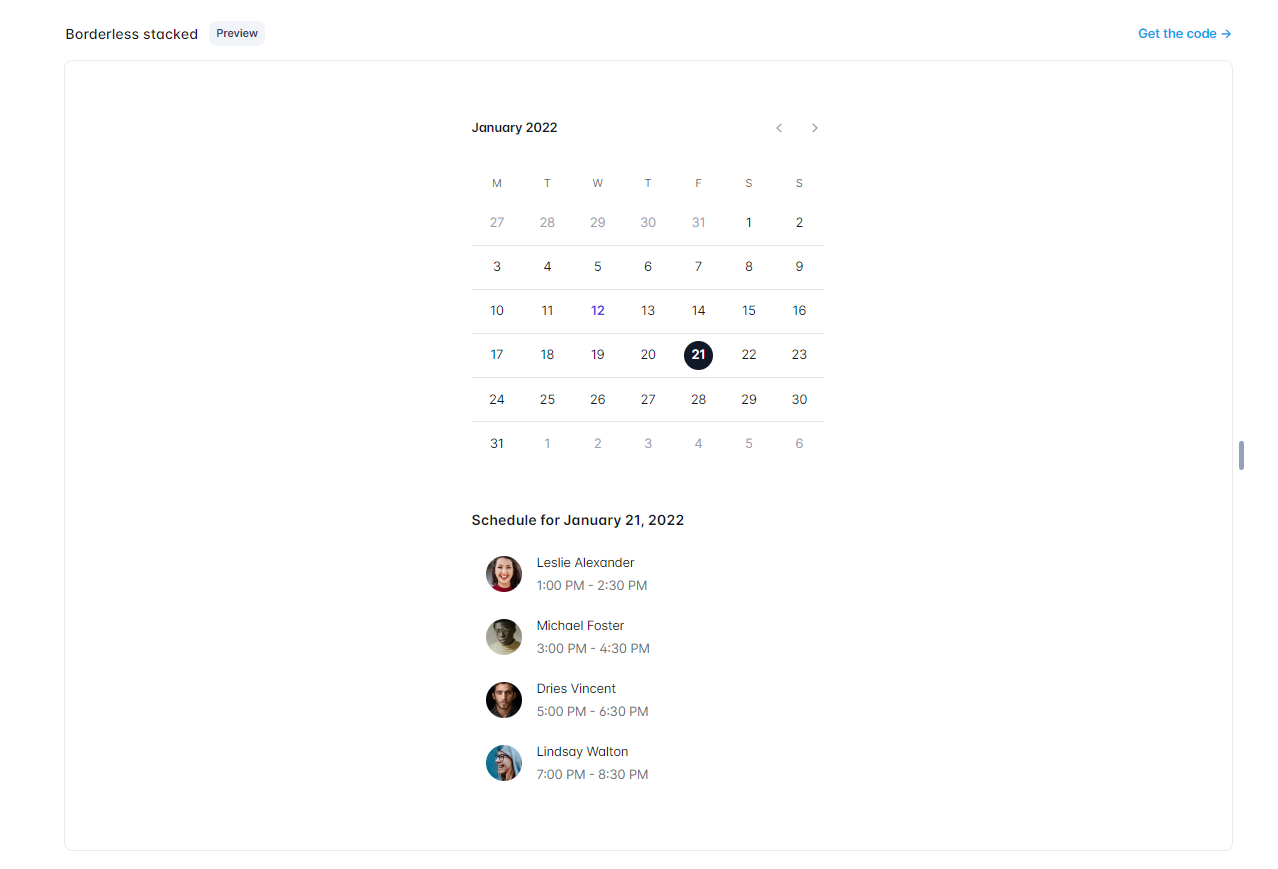 Borderless stacked Preview Get the code →
January 2022
M T W T F S S
27 28 29 30 31 1 2
3 4 5 6 7 8 9
10 11 12 13 14 15 16
17 18 19 20 21 22 23
24 25 26 27 28 29 30
31 1 2 3 4 5 6
Schedule for January 21, 2022
Leslie Alexander
1:00 PM - 2:30 PM
Michael Foster
3:00 PM - 4:30 PM
Dries Vincent
5:00 PM - 6:30 PM
Lindsay Walton
7:00 PM - 8:30 PM